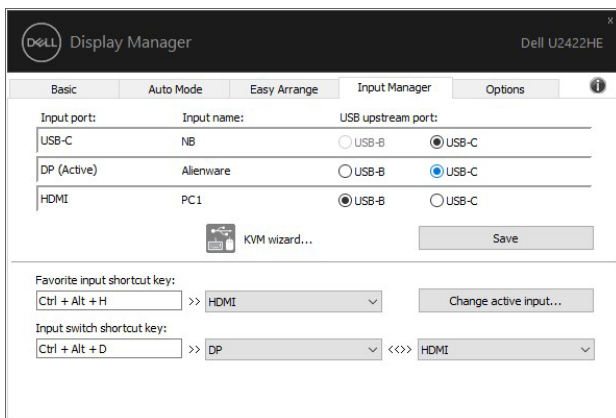 x
DELL Display Manager Dell U2422HE
Basic Auto Mode Easy Arrange Input Manager Options i
Input port: Input name: USB upstream port:
USB-C NB USB-B USB-C
DP (Active) Alienware USB-B USB-C
HDMI PC1 USB-B USB-C
KVM wizard... Save
Favorite input shortcut key:
Ctrl + Alt + H >> HDMI Change active input...
Input switch shortcut key:
Ctrl + Alt + D >> DP <<>> HDMI